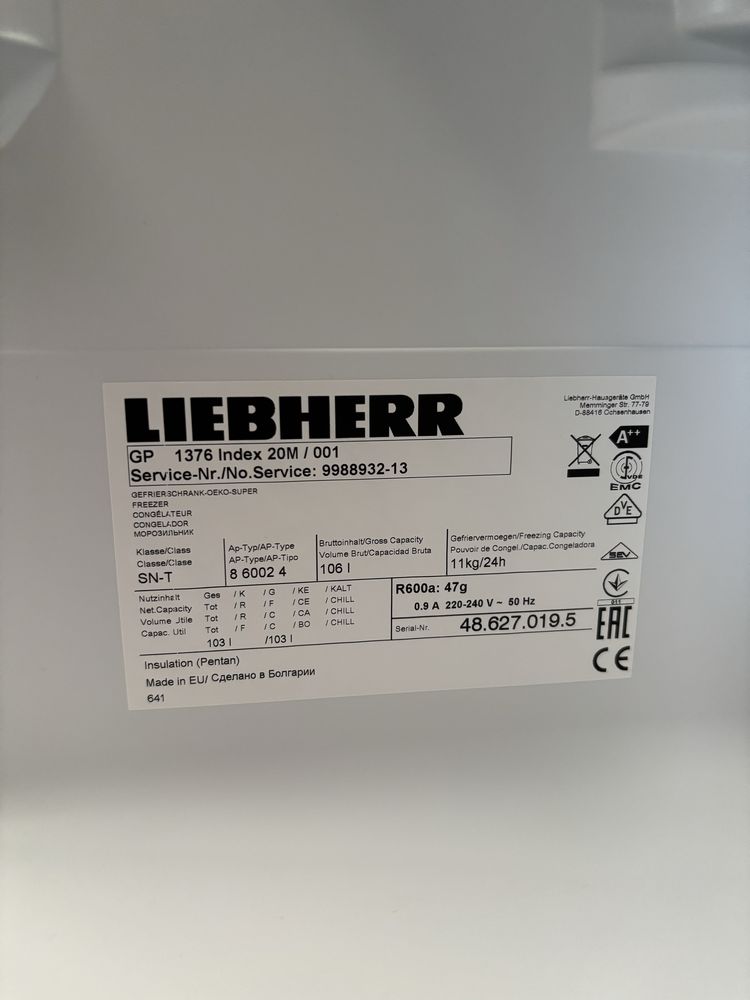 LIEBHERR
Liebherr-Hausgeräte GmbH
Memminger Str. 77-79
D-88416 Ochsenhausen
GP 1376 Index 20M / 001
Service-Nr./No.Service: 9988932-13
A++
GEFRIERSCHRANK-OEKO-SUPER
FREEZER
CONGÉLATEUR
CONGELADOR
МОРОЗИЛЬНИК
VDE
EMC
DVE
Klasse/Class
Classe/Clase
SN-T
Ap-Typ/AP-Type
AP-Type/AP-Tipo
8 6002 4
Bruttoinhalt/Gross Capacity
Volume Brut/Capacidad Bruta
106 l
Gefriervermoegen/Freezing Capacity
Pouvoir de Congel./Capac.Congeladora
11kg/24h
SEV
Nutzinhalt Ges / K / G / KE / KALT
Net.Capacity Tot / R / F / CE / CHILL
Volume Utile Tot / R / C / CA / CHILL
Capac. Util Tot / F / C / BO / CHILL
103 l /103 l
R600a: 47g
0.9 A 220-240 V ~ 50 Hz
Serial-Nr. 48.627.019.5
011
EAC
CE
Insulation (Pentan)
Made in EU/ Сделано в Болгарии
641